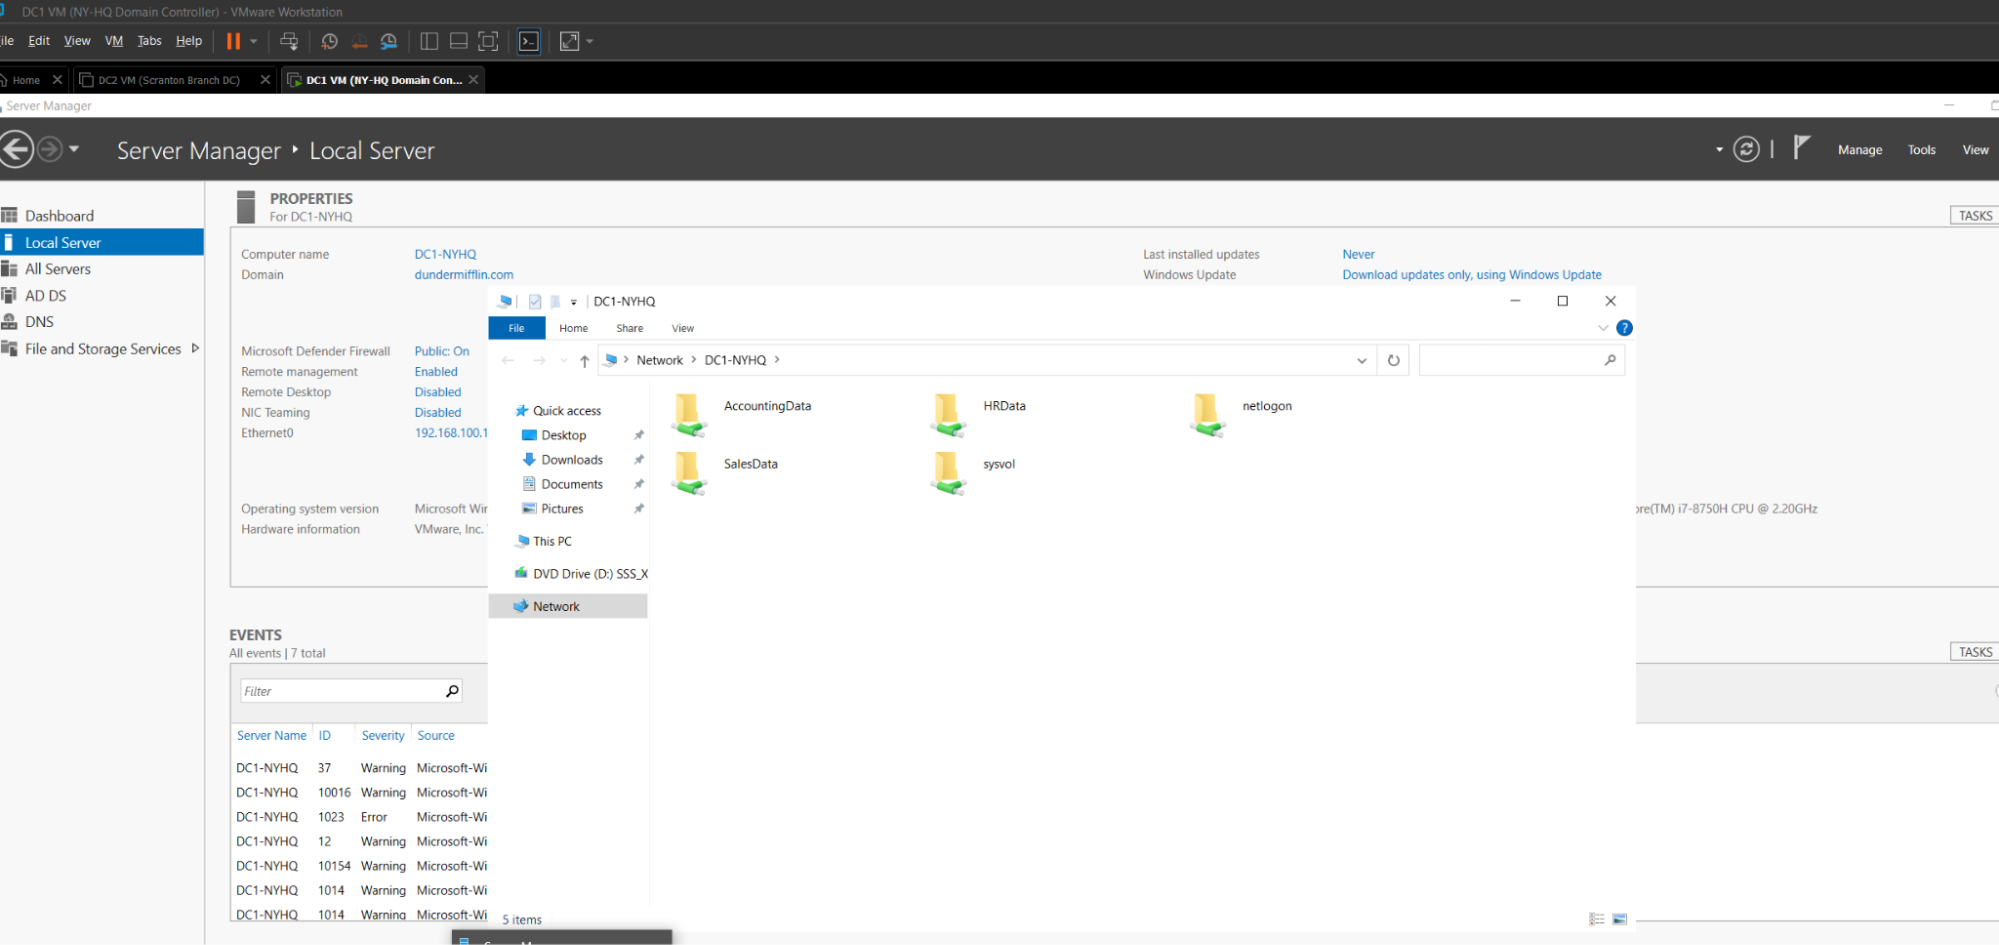 DC1 VM (NY-HQ Domain Controller) - VMware Workstation
ile Edit View VM Tabs Help
Home DC2 VM (Scranton Branch DC) DC1 VM (NY-HQ Domain Con...
Server Manager
Server Manager Local Server
Manage Tools View
Dashboard
Local Server
All Servers
AD DS
DNS
File and Storage Services
PROPERTIES
For DC1-NYHQ
TASKS
Computer name DC1-NYHQ
Domain dundermifflin.com
Last installed updates Never
Windows Update Download updates only, using Windows Update
Microsoft Defender Firewall Public: On
Remote management Enabled
Remote Desktop Disabled
NIC Teaming Disabled
Ethernet0 192.168.100.1
Operating system version Microsoft Wir
Hardware information VMware, Inc.
re(TM) i7-8750H CPU @ 2.20GHz
DC1-NYHQ
File Home Share View
?
Network DC1-NYHQ
Quick access
Desktop
Downloads
Documents
Pictures
This PC
DVD Drive (D:) SSS_X
Network
AccountingData HRData netlogon
SalesData sysvol
5 items
EVENTS
All events | 7 total
TASKS
Filter
Server Name ID Severity Source
DC1-NYHQ 37 Warning Microsoft-Wi
DC1-NYHQ 10016 Warning Microsoft-Wi
DC1-NYHQ 1023 Error Microsoft-Wi
DC1-NYHQ 12 Warning Microsoft-Wi
DC1-NYHQ 10154 Warning Microsoft-Wi
DC1-NYHQ 1014 Warning Microsoft-Wi
DC1-NYHQ 1014 Warning Microsoft-Wi